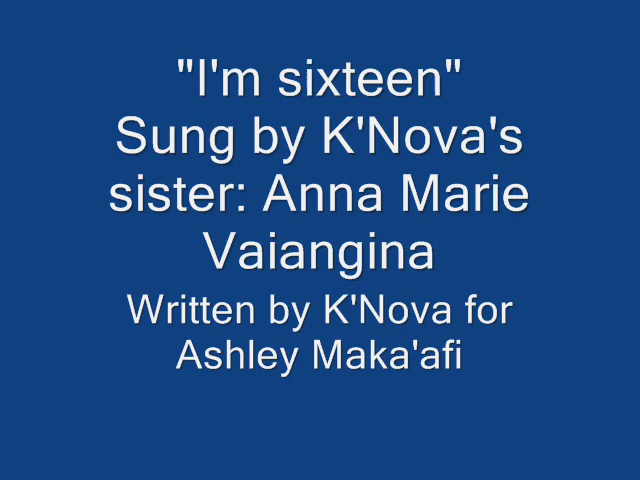 "I'm sixteen"
Sung by K'Nova's
sister: Anna Marie
Vaiangina
Written by K'Nova for
Ashley Maka'afi